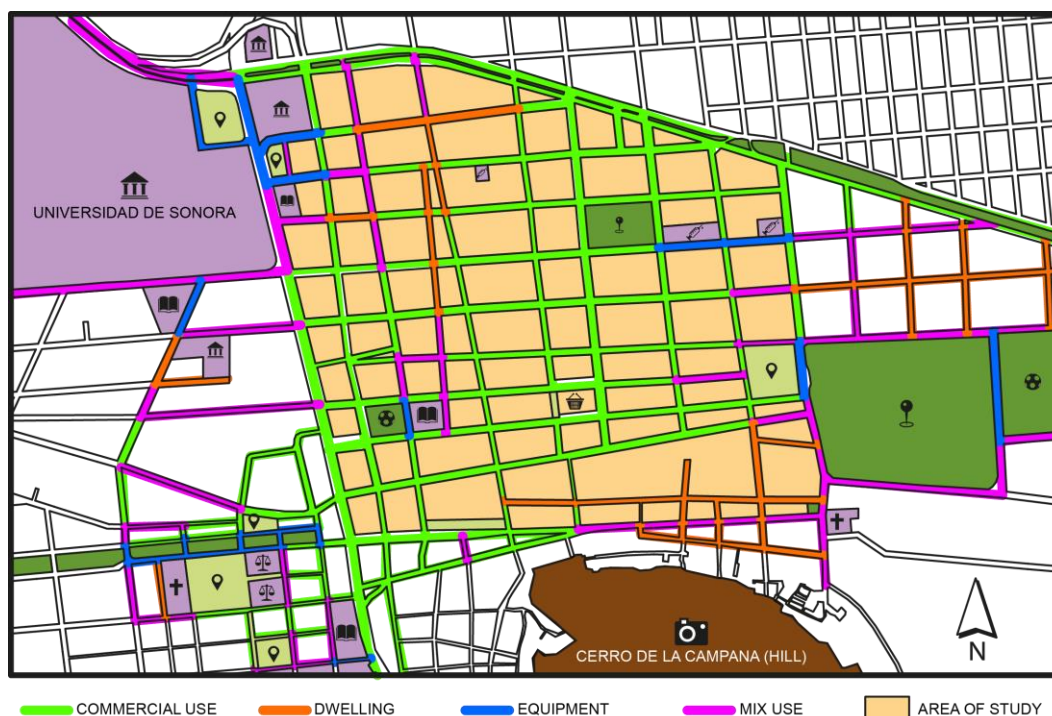 UNIVERSIDAD DE SONORA
CERRO DE LA CAMPANA (HILL)
N
COMMERCIAL USE
DWELLING
EQUIPMENT
MIX USE
AREA OF STUDY